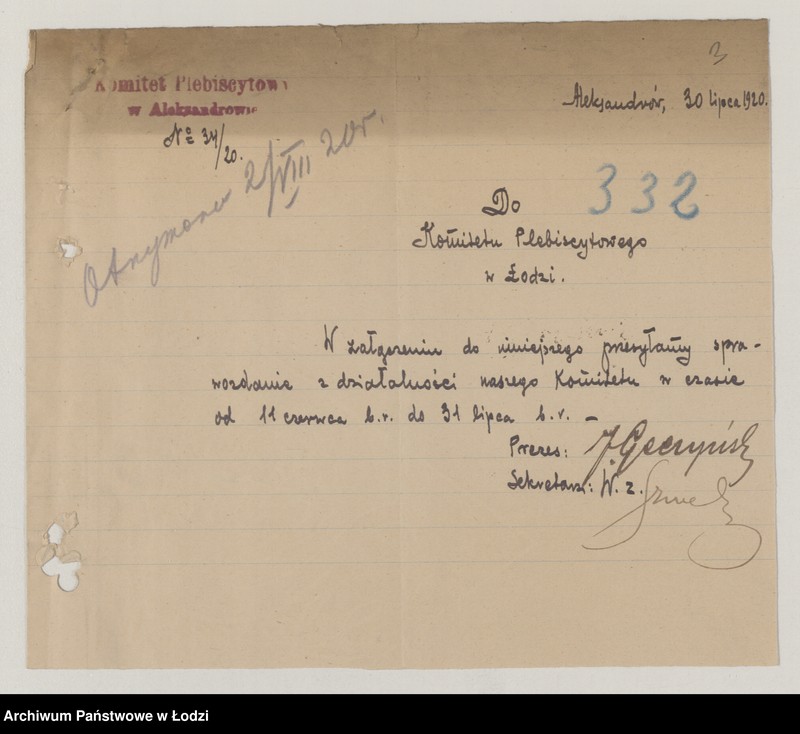 3
Komitet Plebiscytowy
w Aleksandrowie
Aleksandrów, 30 lipca 1920.
№ 34/20.
Otrzymano 2/VIII 20 r.
332
Do
Komitetu Plebiscytowego
w Łodzi.
W załączeniu do niniejszego przesyłamy spra-
wozdanie z działalności naszego Komitetu w czasie
od 11 czerwca b.r. do 31 lipca b.r. –
Prezes:
Sekretarz: W. z.
Archiwum Państwowe w Łodzi